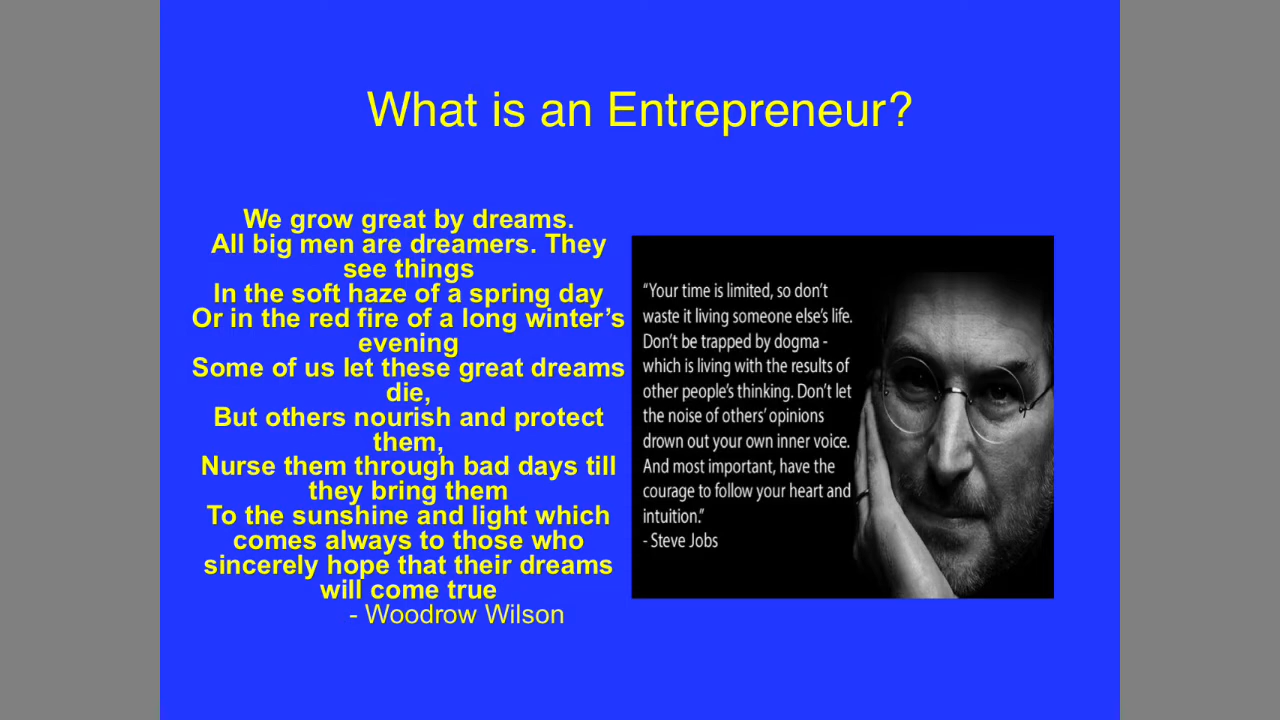 What is an Entrepreneur?
We grow great by dreams.
All big men are dreamers. They
see things
In the soft haze of a spring day
Or in the red fire of a long winter’s
evening
Some of us let these great dreams
die,
But others nourish and protect
them,
Nurse them through bad days till
they bring them
To the sunshine and light which
comes always to those who
sincerely hope that their dreams
will come true
- Woodrow Wilson
“Your time is limited, so don’t
waste it living someone else’s life.
Don’t be trapped by dogma -
which is living with the results of
other people’s thinking. Don’t let
the noise of others’ opinions
drown out your own inner voice.
And most important, have the
courage to follow your heart and
intuition.”
- Steve Jobs